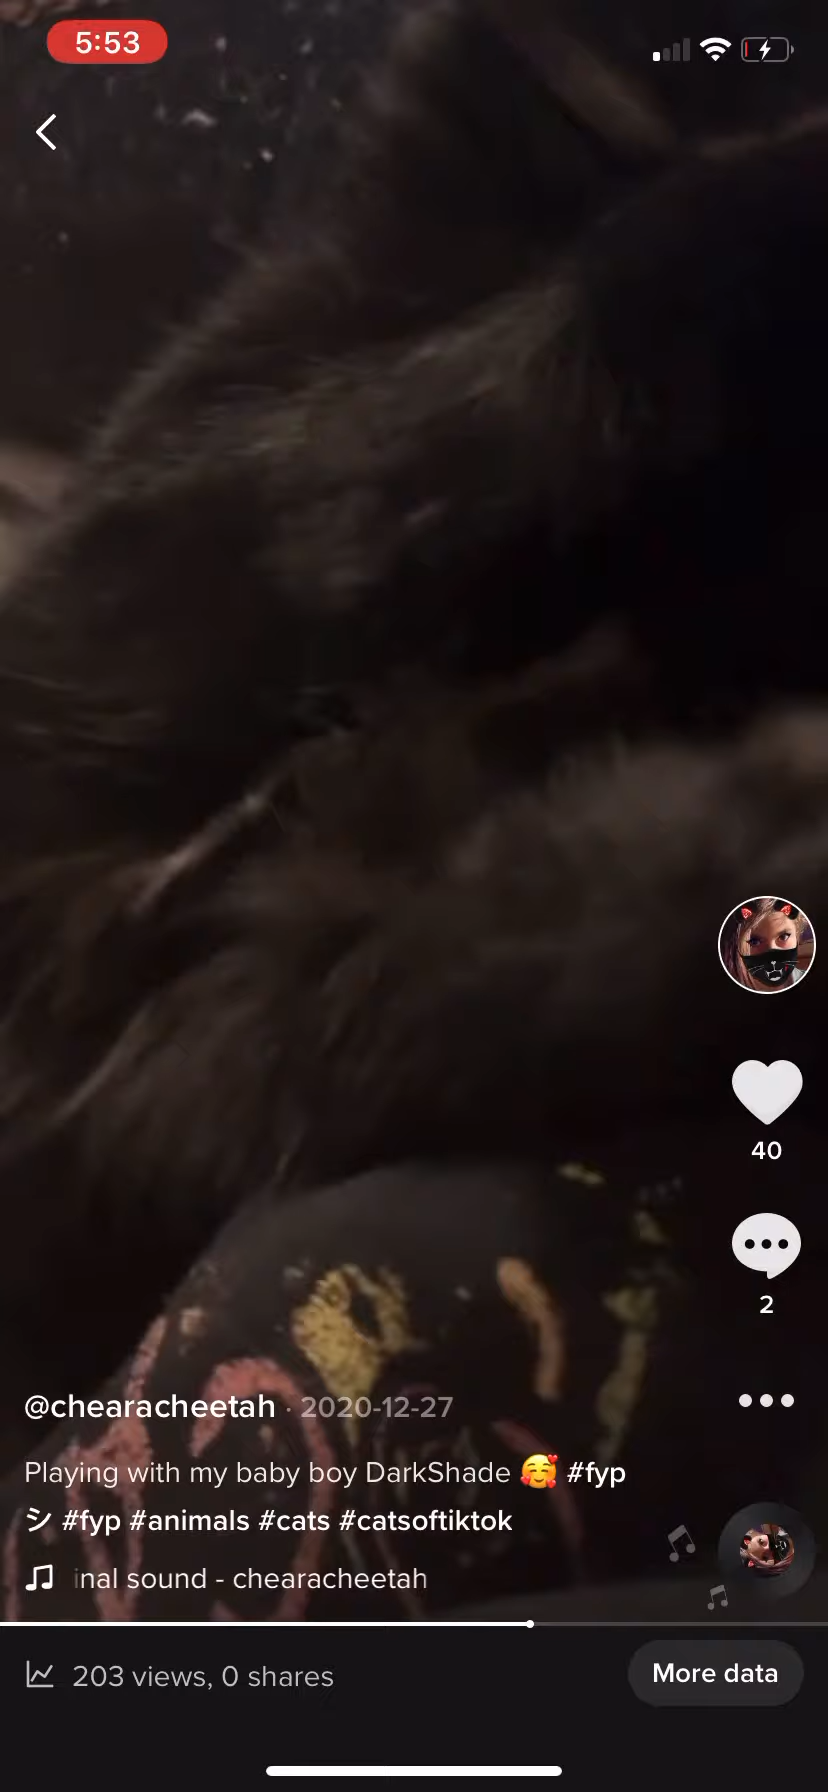 5:53
40
2
@chearacheetah · 2020-12-27
Playing with my baby boy DarkShade 🥰 #fyp
シ #fyp #animals #cats #catsoftiktok
inal sound - chearacheetah
203 views, 0 shares
More data